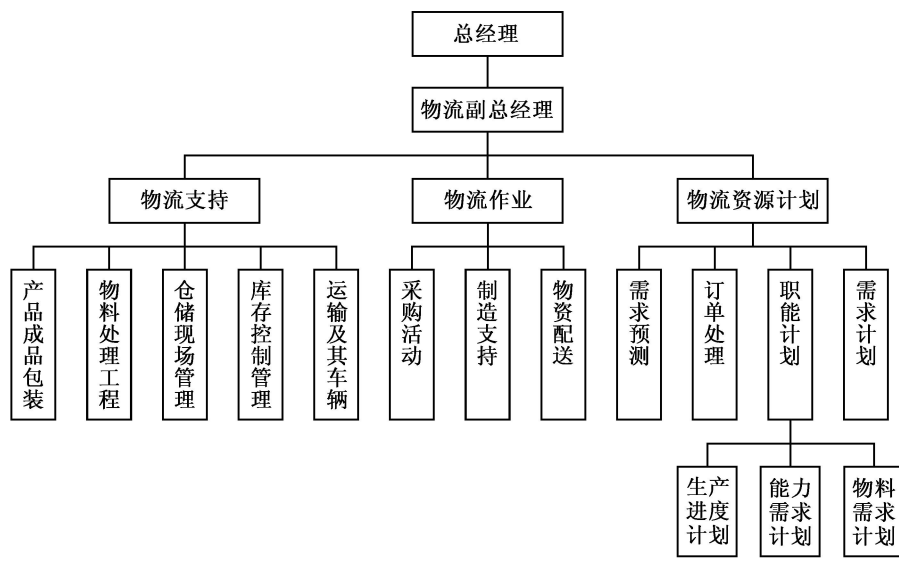 总经理
物流副总经理
物流支持
物流作业
物流资源计划
产品成品包装
物料处理工程
仓储现场管理
库存控制管理
运输及其车辆
采购活动
制造支持
物资配送
需求预测
订单处理
职能计划
需求计划
生产
进度
计划
能力
需求
计划
物料
需求
计划